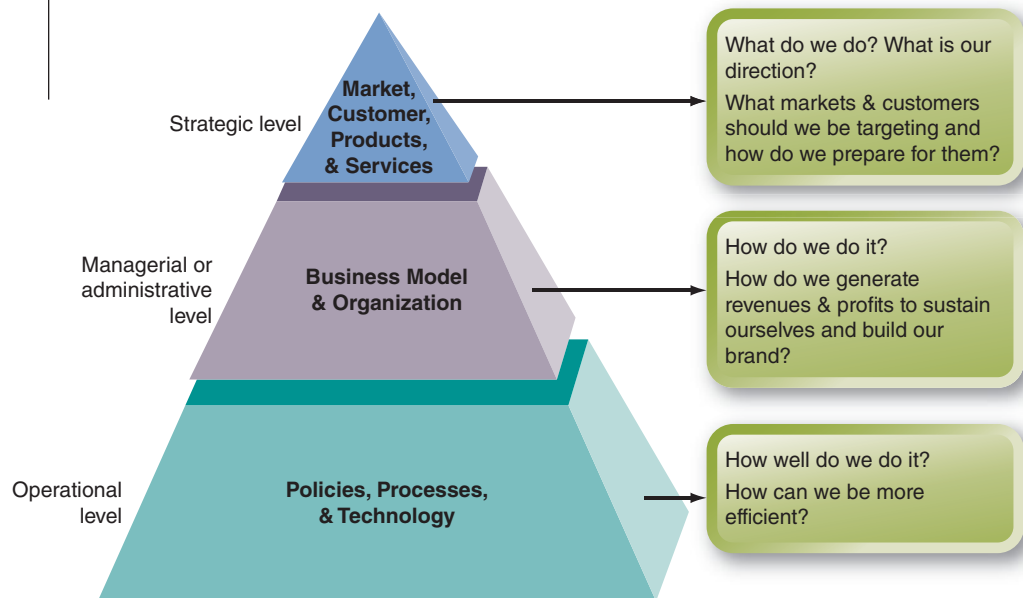 Strategic level
Market,
Customer,
Products,
& Services
What do we do? What is our
direction?
What markets & customers
should we be targeting and
how do we prepare for them?
Managerial or
administrative
level
Business Model
& Organization
How do we do it?
How do we generate
revenues & profits to sustain
ourselves and build our
brand?
Operational
level
Policies, Processes,
& Technology
How well do we do it?
How can we be more
efficient?